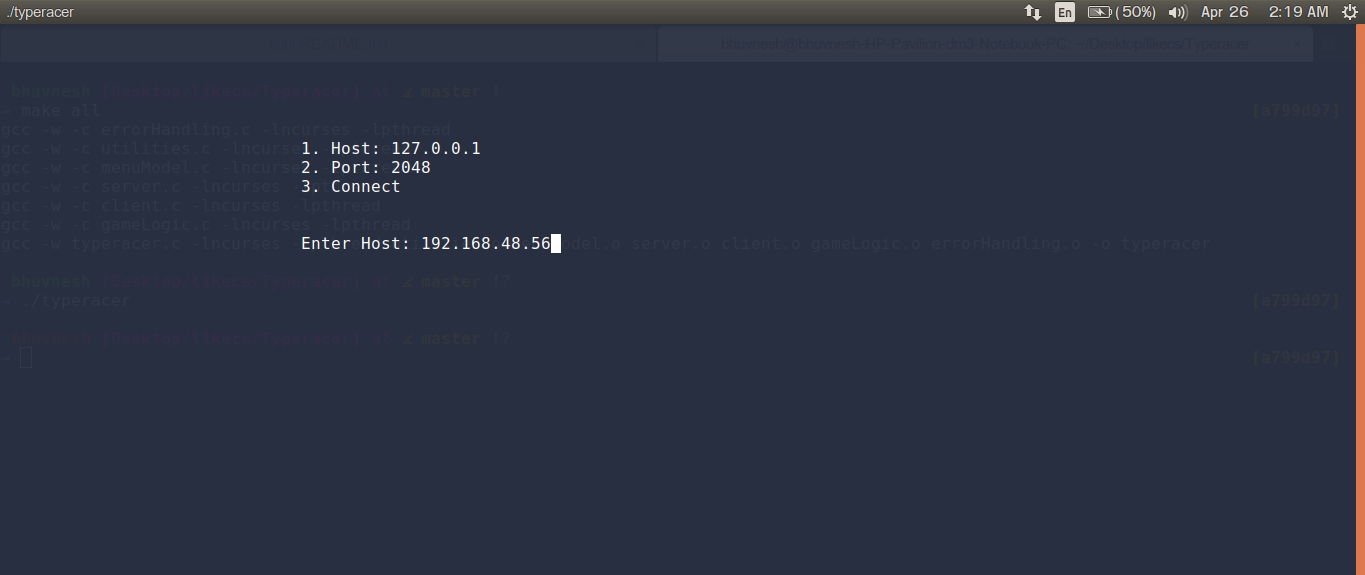 ./typeracer En (50%) Apr 26 2:19 AM
bhuvnesh@bhuvnesh-HP-Pavilion-dm3-Notebook-PC: ~/Desktop/likecs/Typeracer
bhuvnesh [Desktop/likecs/Typeracer] at master !
→ make all [a799d97]
gcc -w -c errorHandling.c -lncurses -lpthread
gcc -w -c utilities.c -lncurses
1. Host: 127.0.0.1
gcc -w -c menuModel.c -lncurses
2. Port: 2048
gcc -w -c server.c -lncurses
3. Connect
gcc -w -c client.c -lncurses -lpthread
gcc -w -c gameLogic.c -lncurses -lpthread
gcc -w typeracer.c -lncurses
Enter Host: 192.168.48.56
server.o client.o gameLogic.o errorHandling.o -o typeracer
bhuvnesh [Desktop/likecs/Typeracer] at master !?
→ ./typeracer [a799d97]
bhuvnesh [Desktop/likecs/Typeracer] at master !?
→ [a799d97]